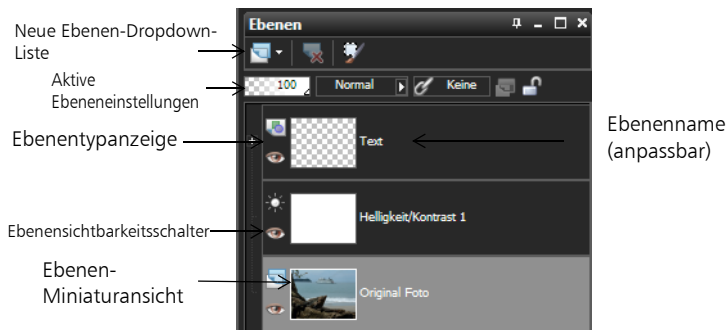 Ebenen
Neue Ebenen-Dropdown-
Liste
Aktive
Ebeneneinstellungen
100 Normal Keine
Ebenentypanzeige
Text
Ebenenname
(anpassbar)
Helligkeit/Kontrast 1
Ebenensichtbarkeitsschalter
Ebenen-
Miniaturansicht
Original Foto